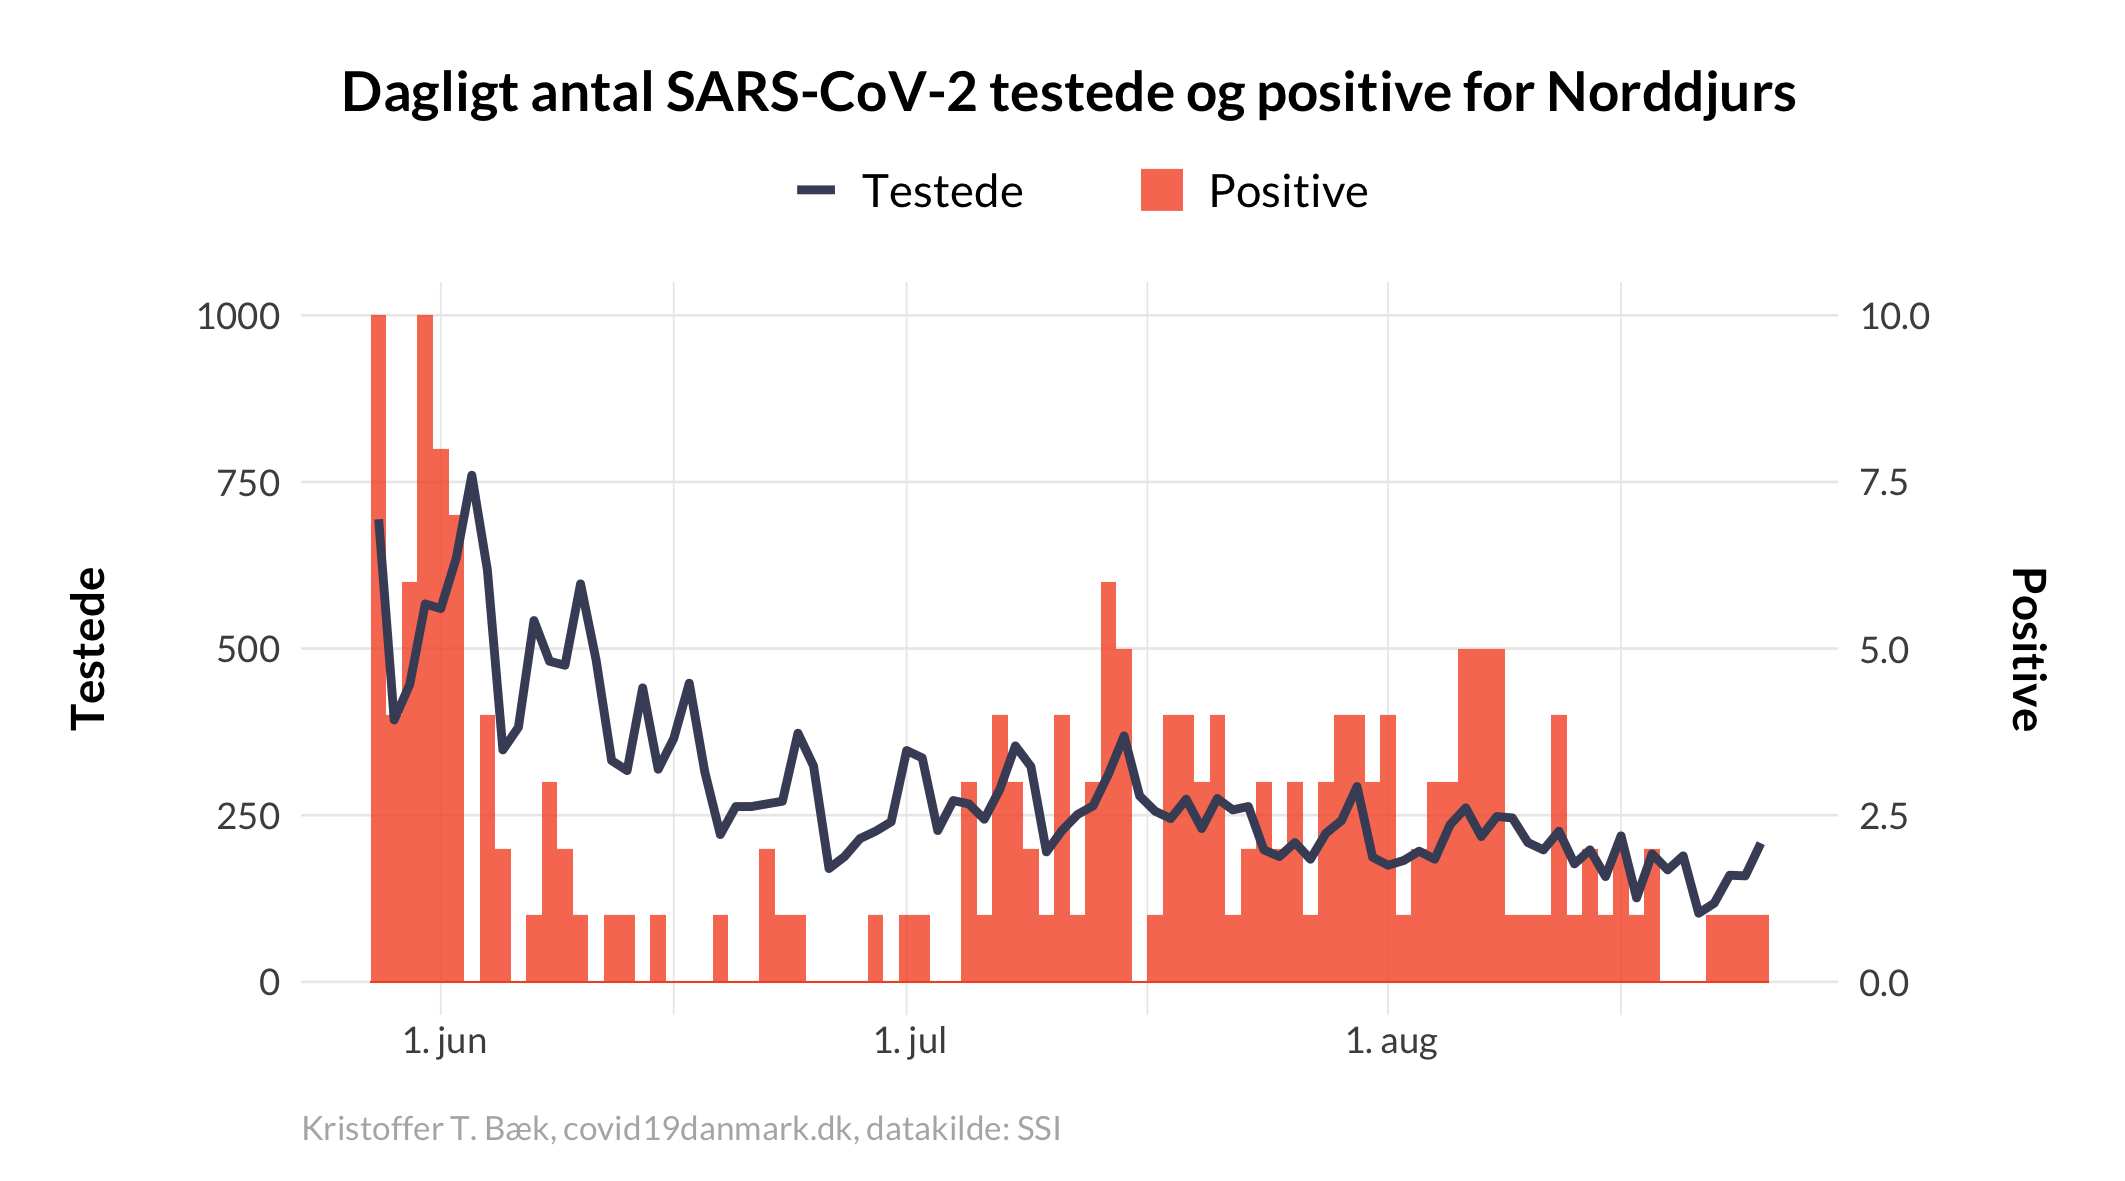 Dagligt antal SARS-CoV-2 testede og positive for Norddjurs
Testede
Positive
1000
750
500
250
0
10.0
7.5
5.0
2.5
0.0
Testede
Positive
1. jun
1. jul
1. aug
Kristoffer T. Bæk, covid19danmark.dk, datakilde: SSI